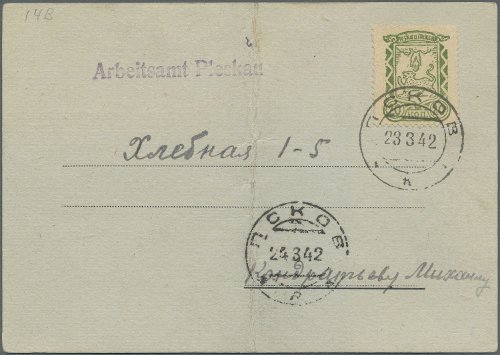 14B
Arbeitsamt Pleskau
ПСКОВ
23 3 42
Хлебная 1-5
ПСКОВ
24 3 42
Кондратьеву Михаилу